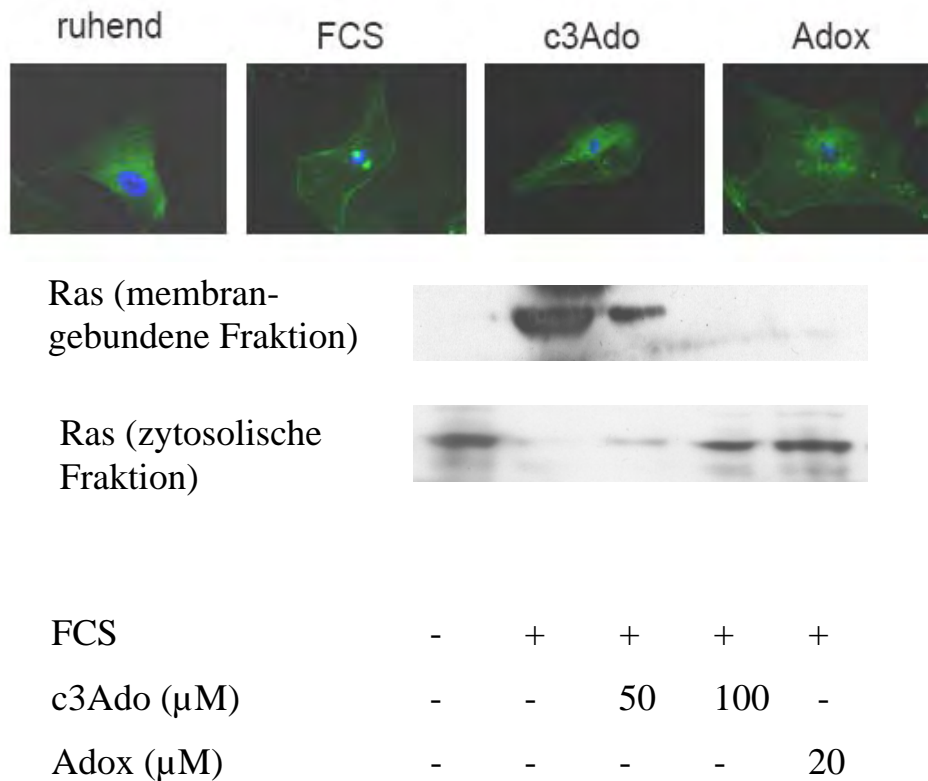 ruhend FCS c3Ado Adox
Ras (membran-
gebundene Fraktion)
Ras (zytosolische
Fraktion)
FCS - + + + +
c3Ado (µM) - - 50 100 -
Adox (µM) - - - - 20